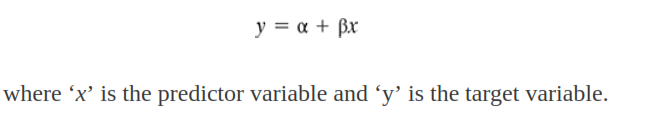 y = α + βx
where ‘x’ is the predictor variable and ‘y’ is the target variable.